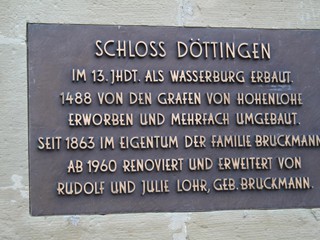 SCHLOSS DÖTTINGEN
IM 13. JHDT. ALS WASSERBURG ERBAUT.
1488 VON DEN GRAFEN VON HOHENLOHE
ERWORBEN UND MEHRFACH UMGEBAUT.
SEIT 1863 IM EIGENTUM DER FAMILIE BRUCKMANN
AB 1960 RENOVIERT UND ERWEITERT VON
RUDOLF UND JULIE LOHR, GEB. BRUCKMANN.